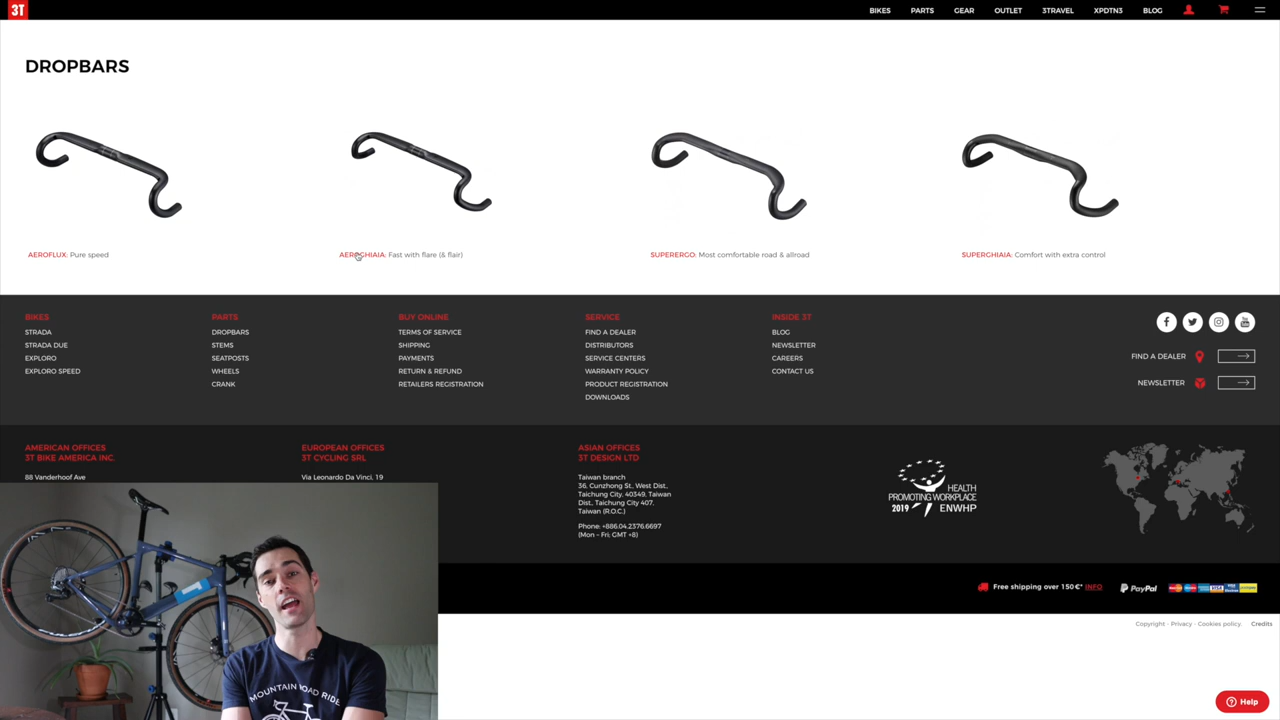 3T
BIKES
PARTS
GEAR
OUTLET
3TRAVEL
XPDTN3
BLOG
DROPBARS
AEROFLUX: Pure speed
AEROGHIAIA: Fast with flare (& flair)
SUPERERGO: Most comfortable road & allroad
SUPERGHIAIA: Comfort with extra control
BIKES
STRADA
STRADA DUE
EXPLORO
EXPLORO SPEED
PARTS
DROPBARS
STEMS
SEATPOSTS
WHEELS
CRANK
BUY ONLINE
TERMS OF SERVICE
SHIPPING
PAYMENTS
RETURN & REFUND
RETAILERS REGISTRATION
SERVICE
FIND A DEALER
DISTRIBUTORS
SERVICE CENTERS
WARRANTY POLICY
PRODUCT REGISTRATION
DOWNLOADS
INSIDE 3T
BLOG
NEWSLETTER
CAREERS
CONTACT US
FIND A DEALER
NEWSLETTER
AMERICAN OFFICES
3T BIKE AMERICA INC.
88 Vanderhoof Ave
EUROPEAN OFFICES
3T CYCLING SRL
Via Leonardo Da Vinci, 19
ASIAN OFFICES
3T DESIGN LTD
Taiwan branch
36, Cunzhong St., West Dist.,
Taichung City, 40349, Taiwan
Dist., Taichung City 407,
Taiwan (R.O.C.)
Phone: +886.04.2376.6697
(Mon – Fri; GMT +8)
HEALTH
PROMOTING WORKPLACE
2019 ENWHP
Free shipping over 150€* INFO
PayPal
Copyright - Privacy - Cookies policy.
Credits
MOUNTAIN ROAD RIDE
Help